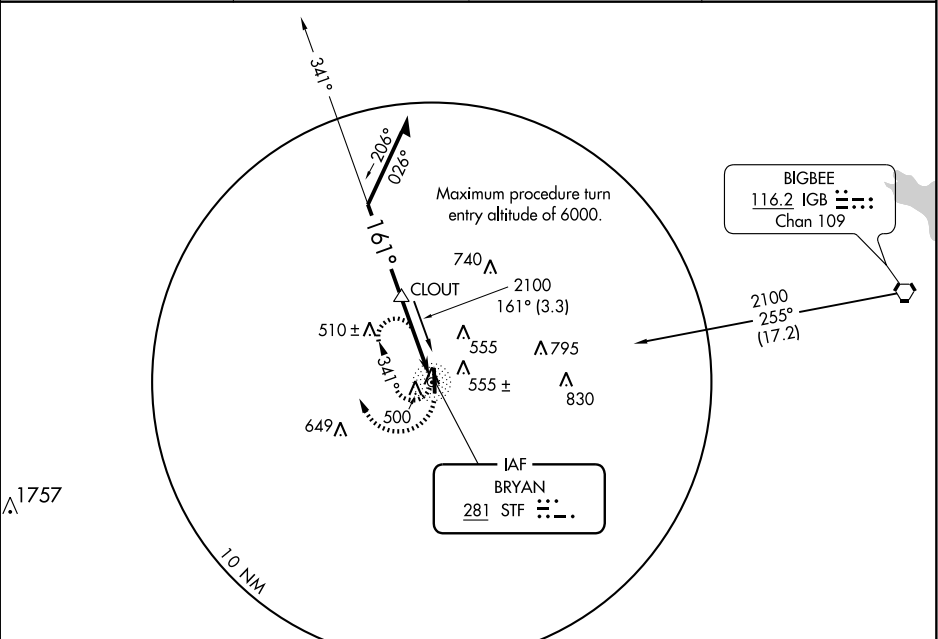 341°
206°
026°
Maximum procedure turn
entry altitude of 6000.
BIGBEE
116.2 IGB
Chan 109
161°
740
CLOUT
2100
161° (3.3)
2100
255°
(17.2)
510 ±
555
795
341°
555 ±
830
500
649
IAF
BRYAN
281 STF
1757
10 NM